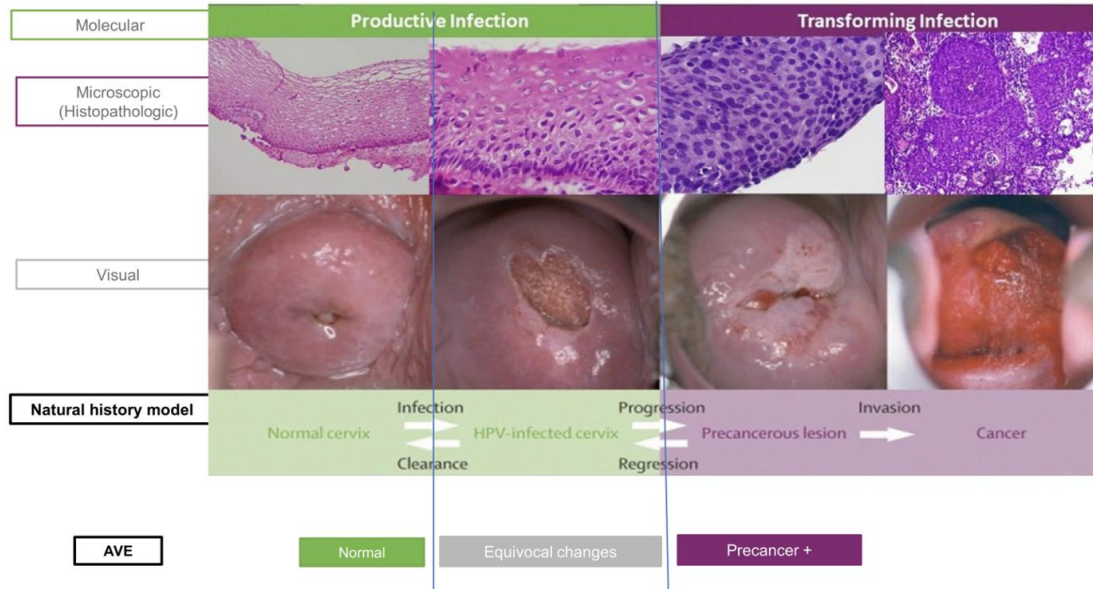 Molecular
Productive Infection
Transforming Infection
Microscopic
(Histopathologic)
Visual
Natural history model
Infection
Progression
Invasion
Normal cervix
HPV-infected cervix
Precancerous lesion
Cancer
Clearance
Regression
AVE
Normal
Equivocal changes
Precancer +